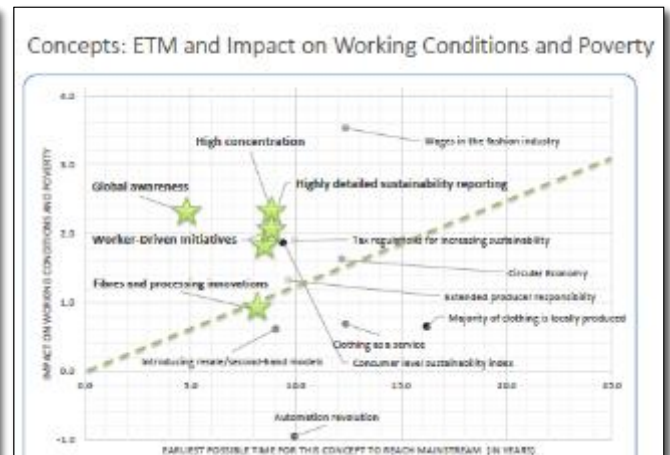 Concepts: ETM and Impact on Working Conditions and Poverty
4.0
High concentration
Wages in the fashion industry
3.0
Global awareness
Highly detailed sustainability reporting
2.0
Worker-Driven Initiatives
Tax regulations for increasing sustainability
Circular Economy
Fibres and processing innovations
Extended producer responsibility
1.0
Majority of clothing is locally produced
Clothing as a service
Introducing resale/second-hand models
Consumer level sustainability index
0.0
0.0 5.0 10.0 15.0 20.0 25.0
Automation revolution
-1.0
IMPACT ON WORKING CONDITIONS AND POVERTY
EARLIEST POSSIBLE TIME FOR THIS CONCEPT TO REACH MAINSTREAM (IN YEARS)